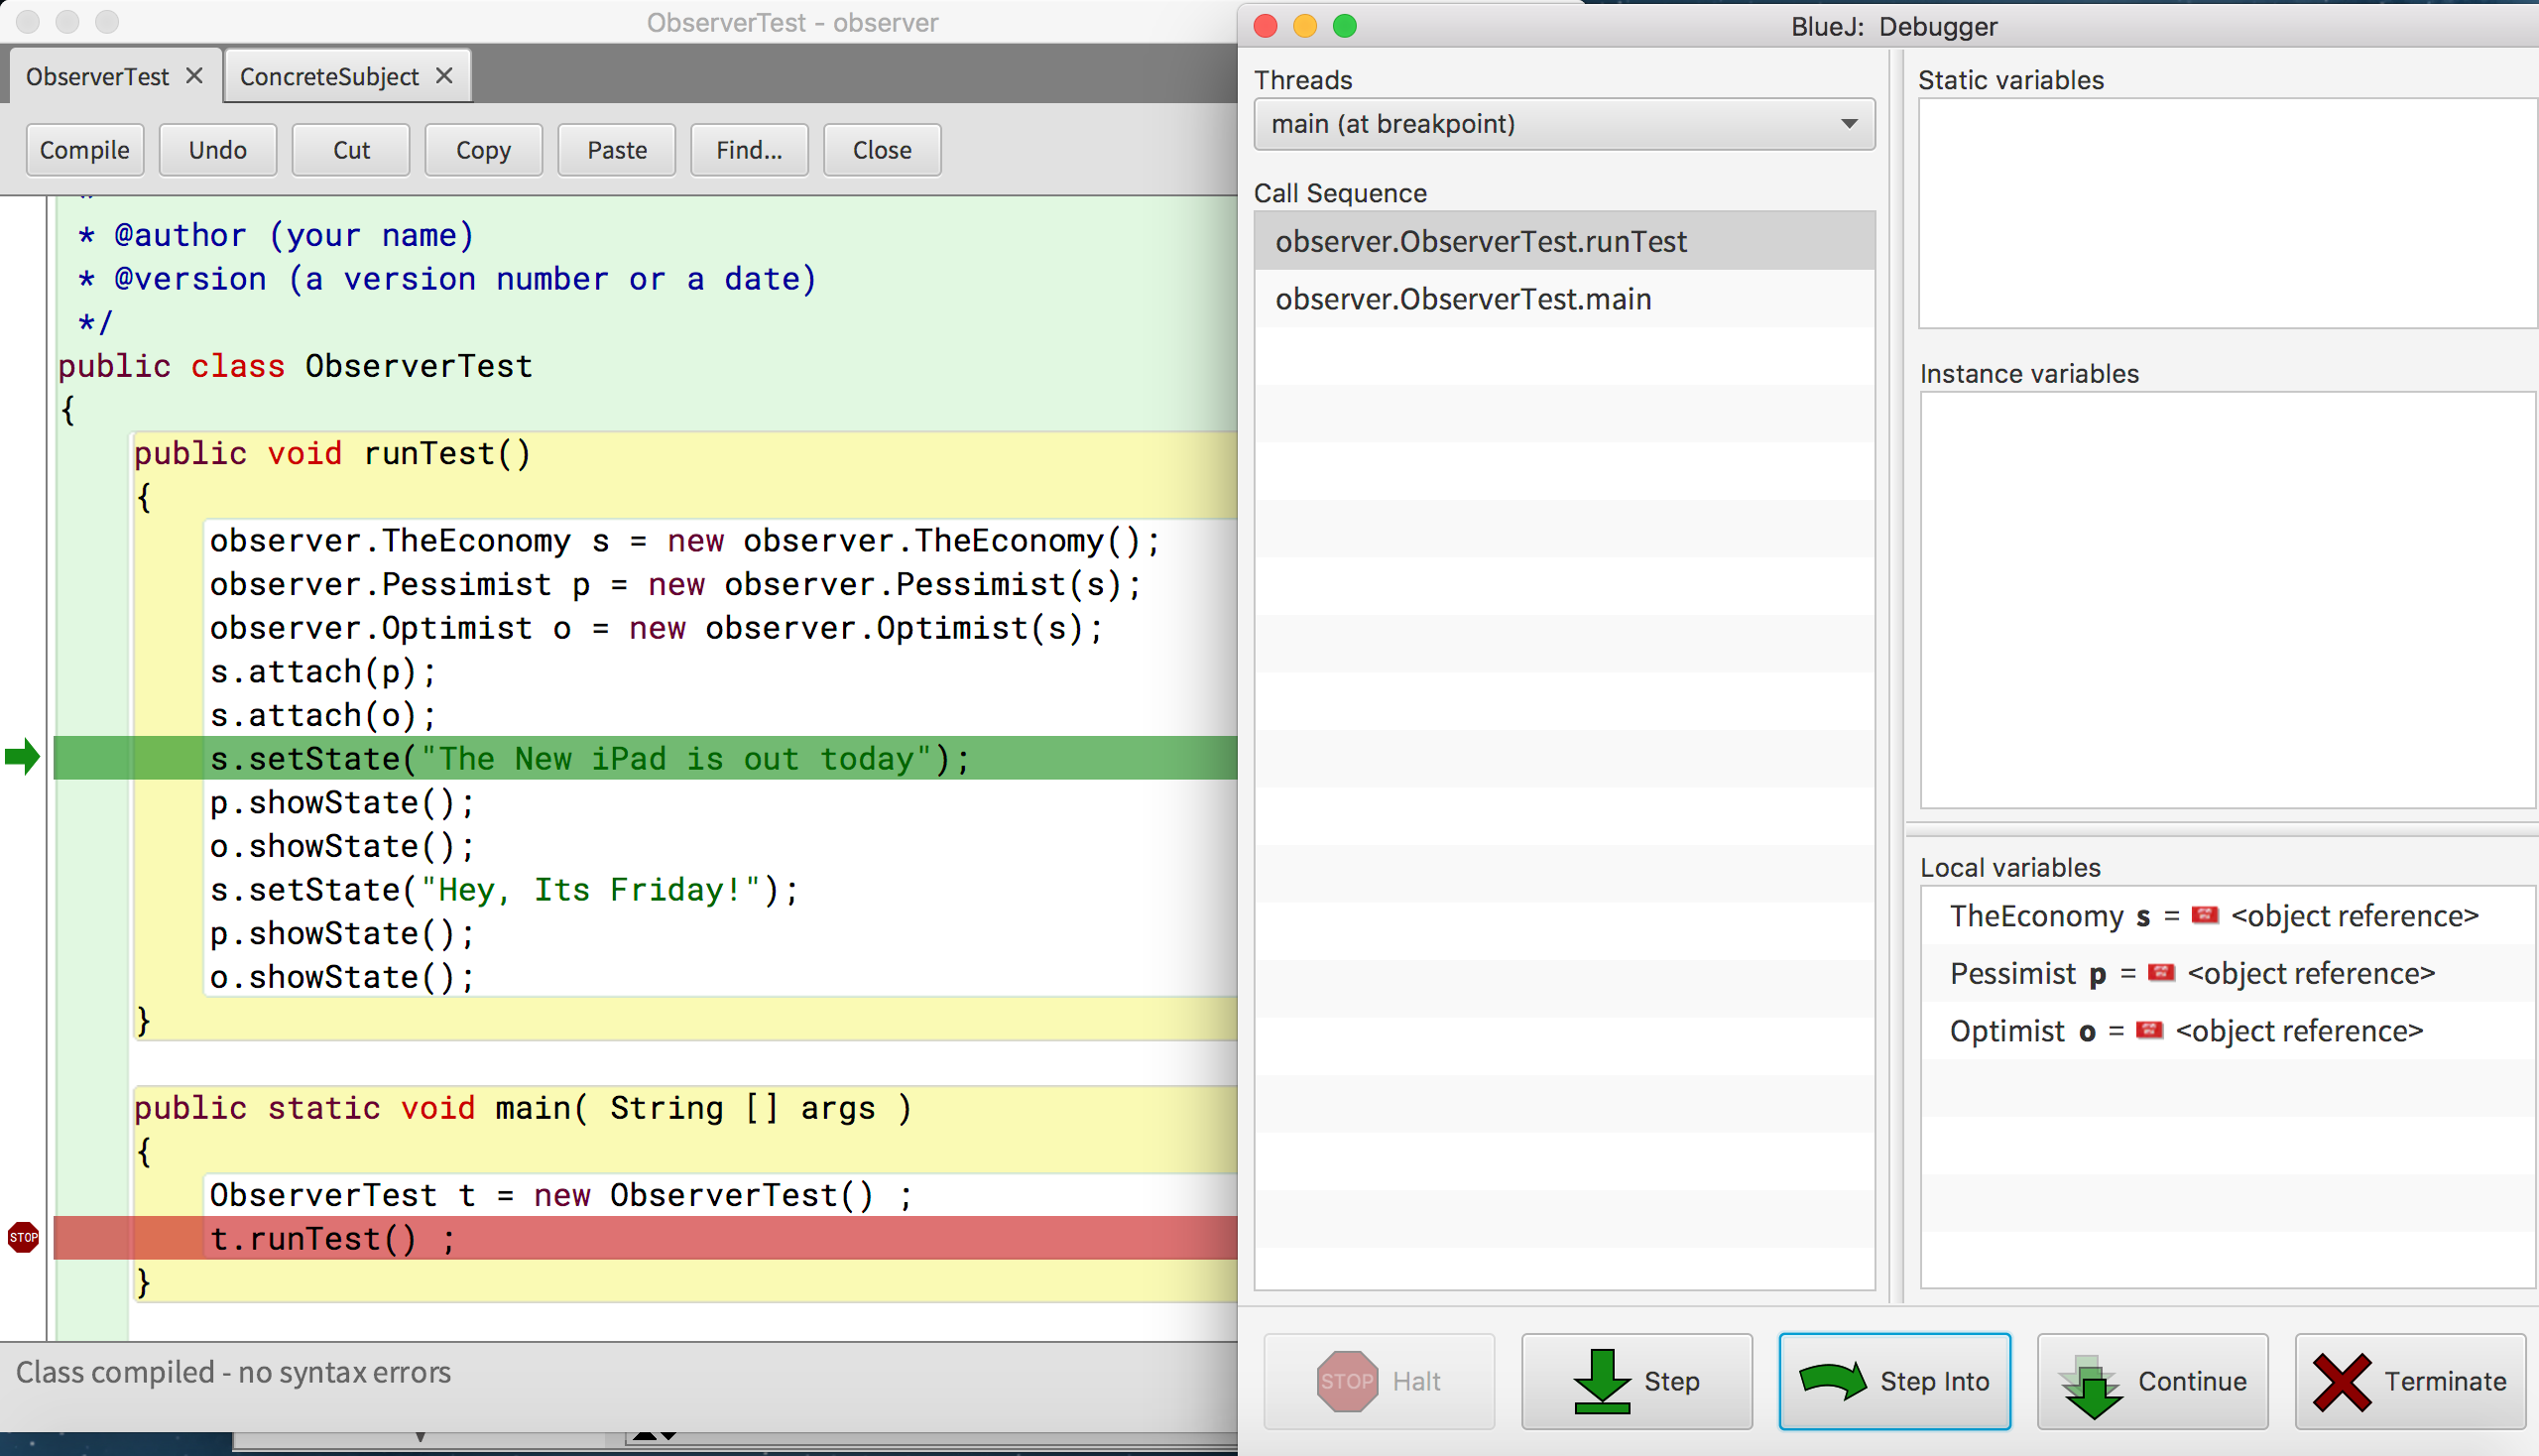 ObserverTest - observer
ObserverTest ConcreteSubject
Compile Undo Cut Copy Paste Find... Close
*
* @author (your name)
* @version (a version number or a date)
*/
public class ObserverTest
{
public void runTest()
{
observer.TheEconomy s = new observer.TheEconomy();
observer.Pessimist p = new observer.Pessimist(s);
observer.Optimist o = new observer.Optimist(s);
s.attach(p);
s.attach(o);
s.setState("The New iPad is out today");
p.showState();
o.showState();
s.setState("Hey, Its Friday!");
p.showState();
o.showState();
}
public static void main( String [] args )
{
ObserverTest t = new ObserverTest() ;
STOP t.runTest() ;
}
Class compiled - no syntax errors
BlueJ: Debugger
Threads
main (at breakpoint)
Call Sequence
observer.ObserverTest.runTest
observer.ObserverTest.main
Static variables
Instance variables
Local variables
TheEconomy s = <object reference>
Pessimist p = <object reference>
Optimist o = <object reference>
STOP Halt Step Step Into Continue Terminate